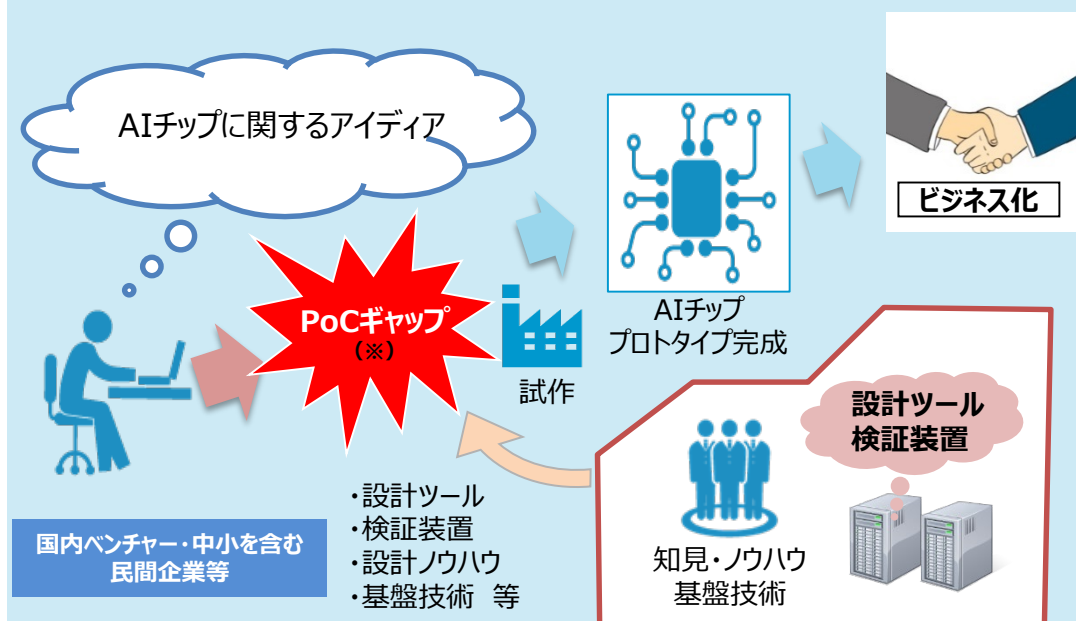 AIチップに関するアイディア
PoCギャップ
（※）
試作
AIチップ
プロトタイプ完成
ビジネス化
国内ベンチャー・中小を含む
民間企業等
・設計ツール
・検証装置
・設計ノウハウ
・基盤技術　等
知見・ノウハウ
基盤技術
設計ツール
検証装置